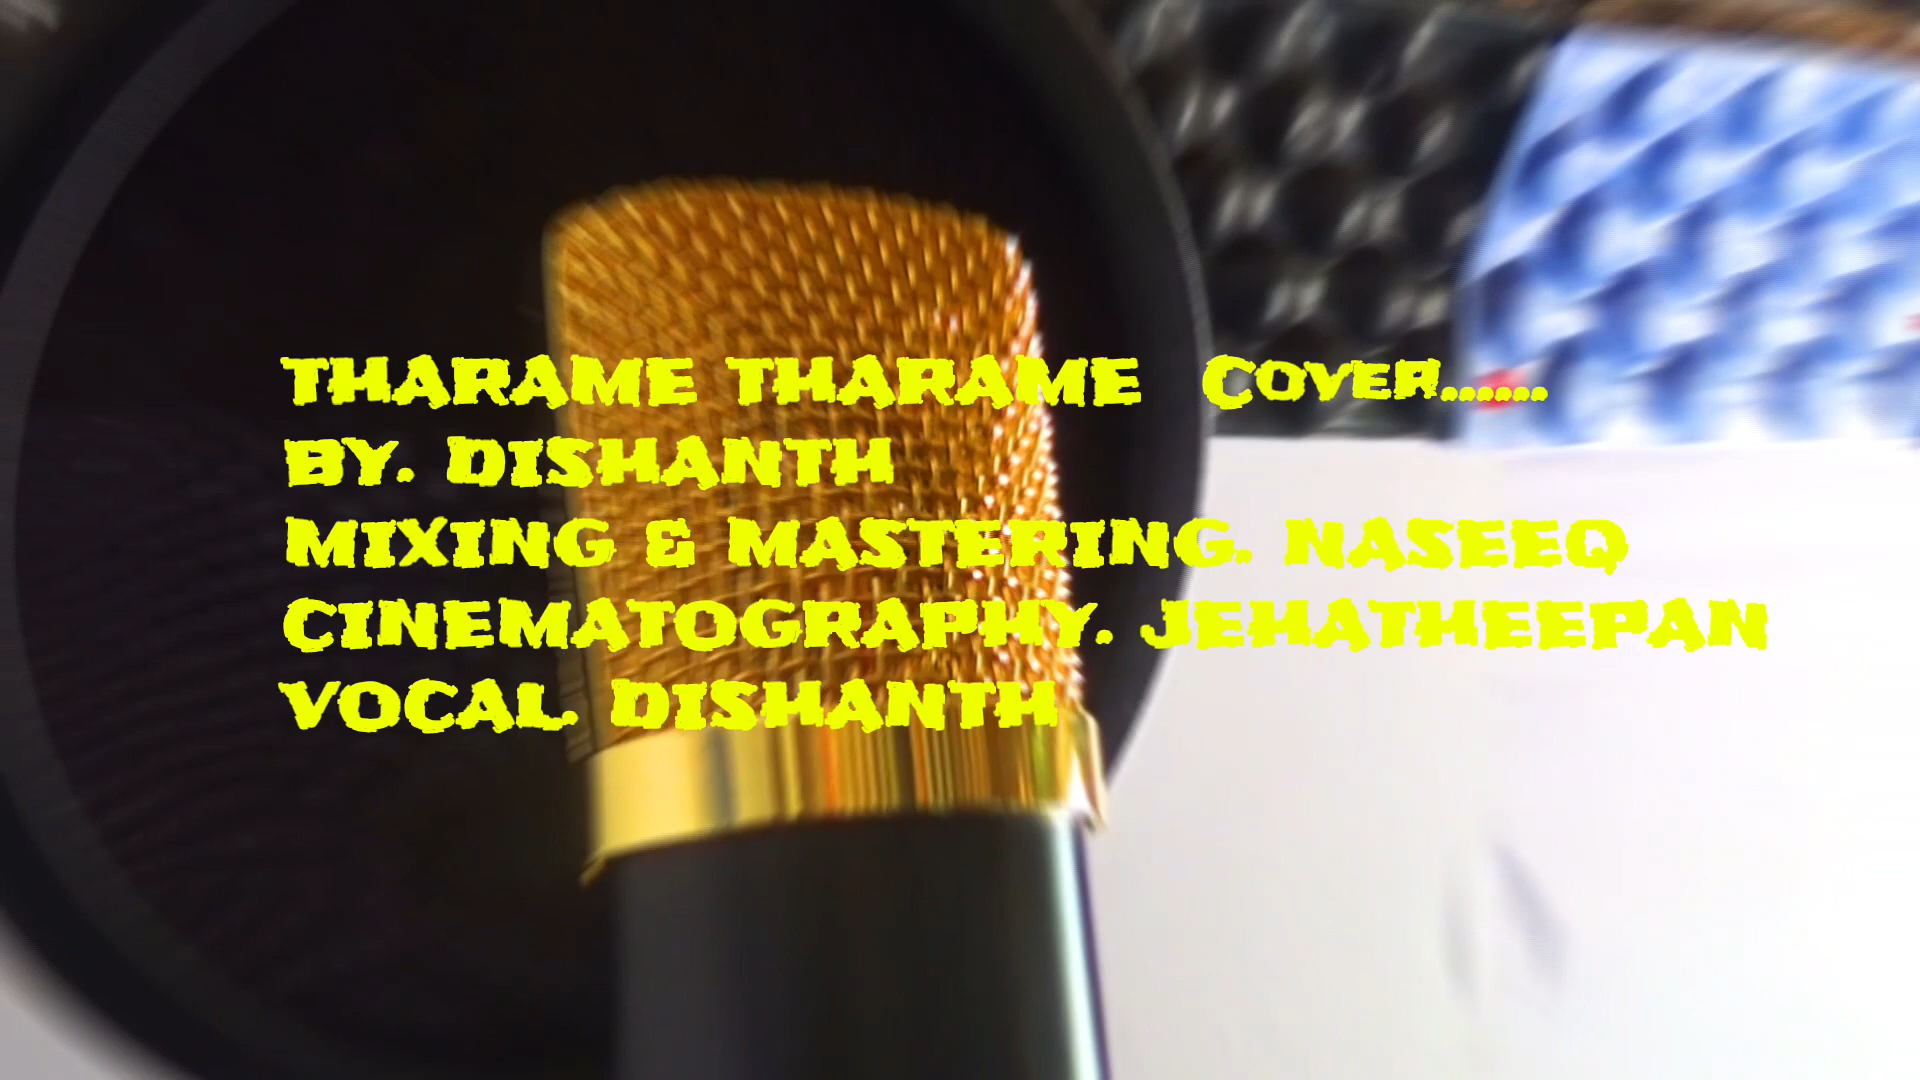 THARAME THARAME COVER......
BY. DISHANTH
MIXING & MASTERING. NASEEQ
CINEMATOGRAPHY. JEHATHEEPAN
VOCAL. DISHANTH